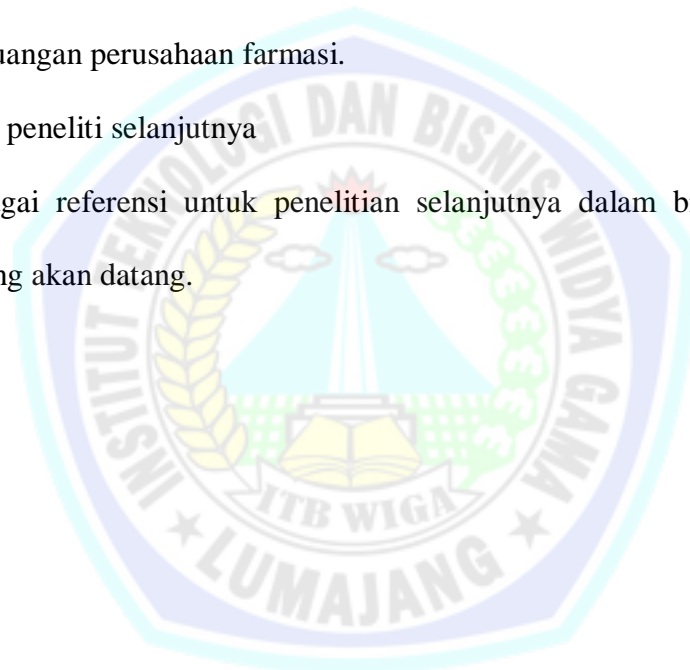 uangan perusahaan farmasi.
peneliti selanjutnya
gai referensi untuk penelitian selanjutnya dalam b
ng akan datang.
INSTITUT TEKNOLOGI DAN BISNIS WIDYA GAMA
ITB WIGA
LUMAJANG